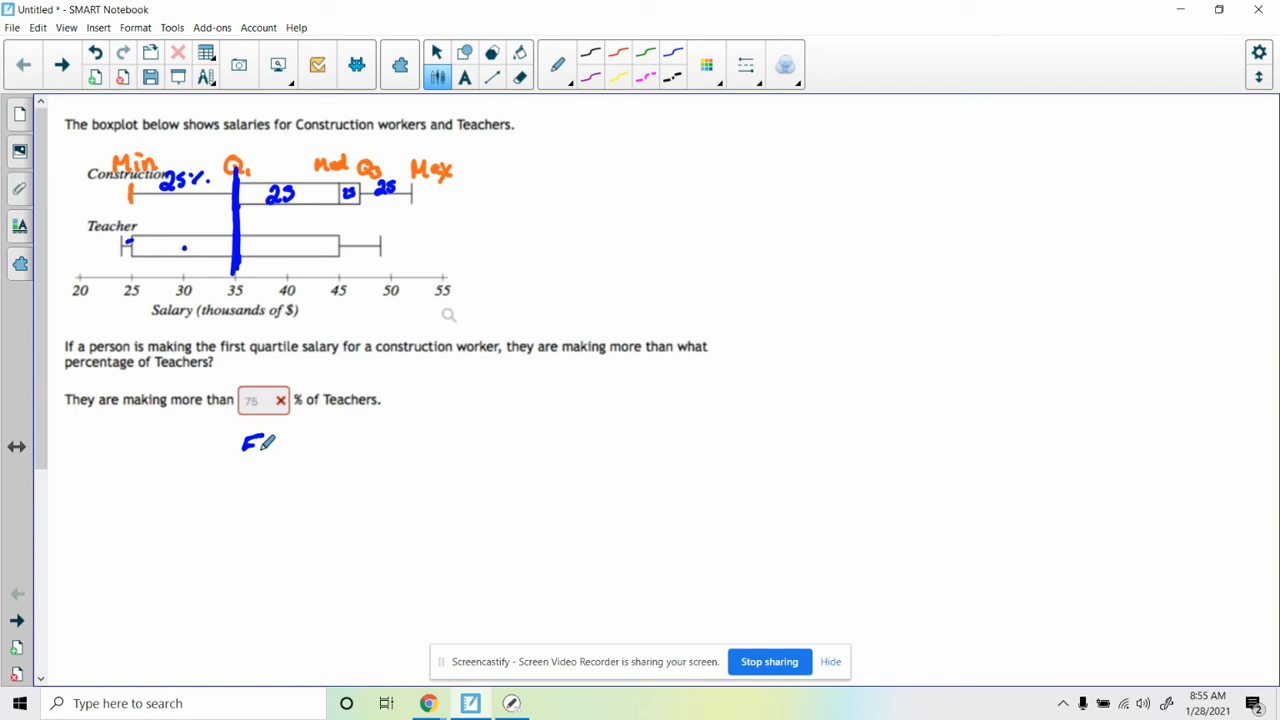 Untitled * - SMART Notebook
File Edit View Insert Format Tools Add-ons Account Help
The boxplot below shows salaries for Construction workers and Teachers.
Min Q1 Med Q3 Max
Construction
25% 25 25 25
Teacher
20 25 30 35 40 45 50 55
Salary (thousands of $)
If a person is making the first quartile salary for a construction worker, they are making more than what
percentage of Teachers?
They are making more than 75 % of Teachers.
Screencastify - Screen Video Recorder is sharing your screen. Stop sharing Hide
Type here to search
8:55 AM
1/28/2021
2